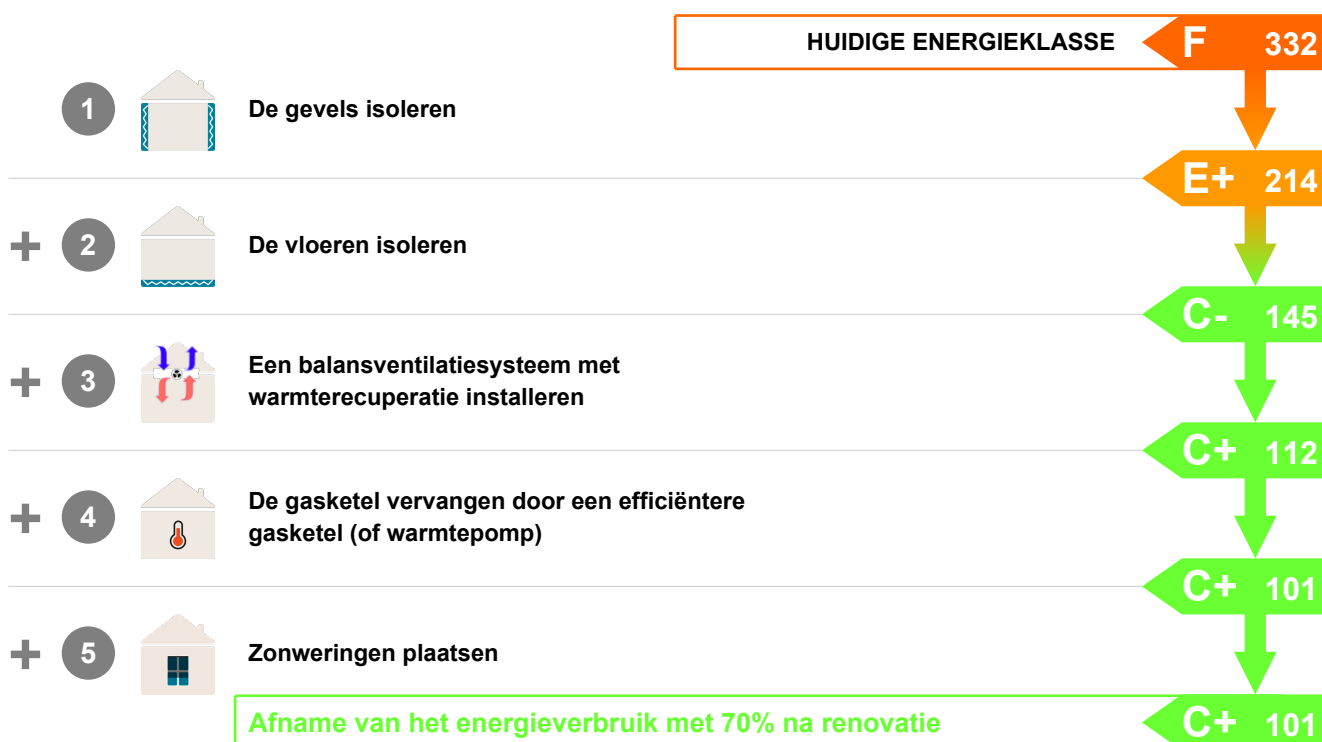 HUIDIGE ENERGIEKLASSE F 332
1 De gevels isoleren
E+ 214
+ 2 De vloeren isoleren
C- 145
+ 3 Een balansventilatiesysteem met
warmterecuperatie installeren
C+ 112
+ 4 De gasketel vervangen door een efficiëntere
gasketel (of warmtepomp)
C+ 101
+ 5 Zonweringen plaatsen
Afname van het energieverbruik met 70% na renovatie C+ 101